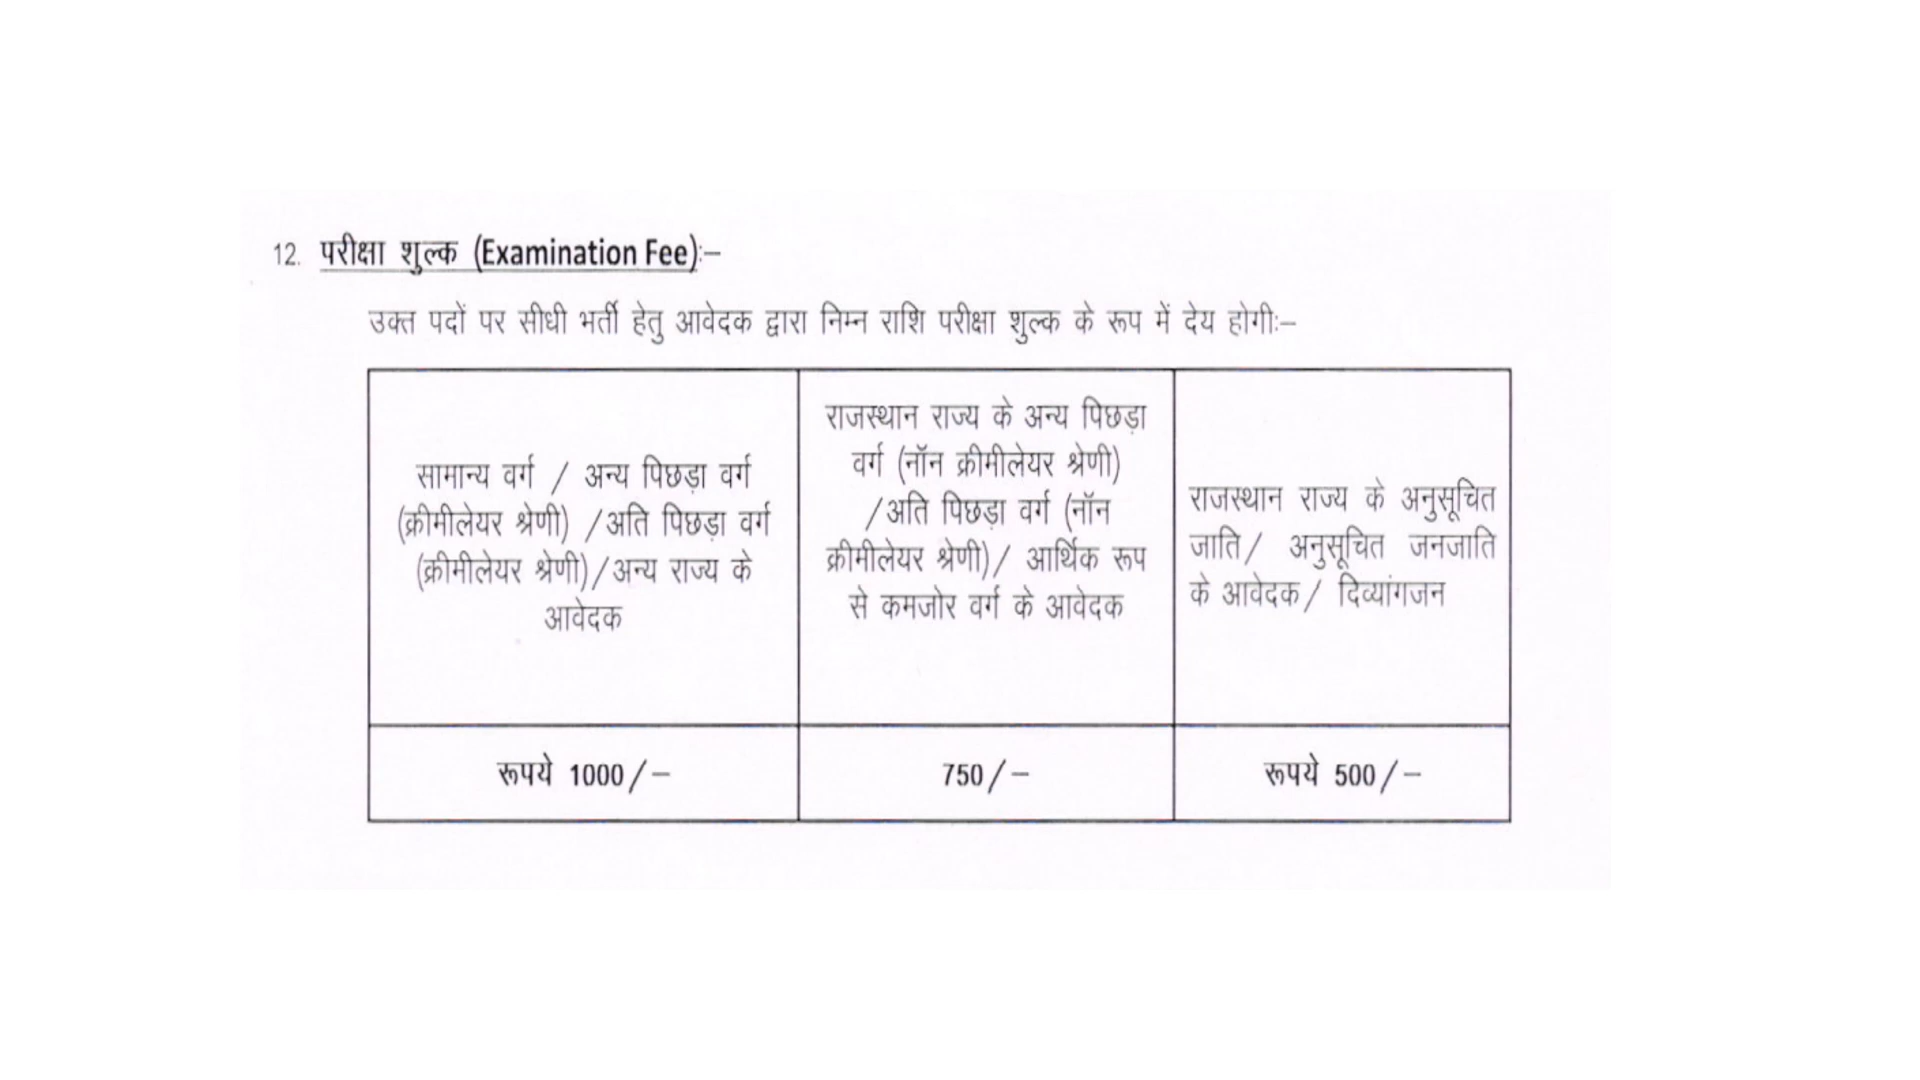 12. परीक्षा शुल्क (Examination Fee):–
उक्त पदों पर सीधी भर्ती हेतु आवेदक द्वारा निम्न राशि परीक्षा शुल्क के रूप में देय होगीः–
सामान्य वर्ग / अन्य पिछड़ा वर्ग
(क्रीमीलेयर श्रेणी) /अति पिछड़ा वर्ग
(क्रीमीलेयर श्रेणी)/अन्य राज्य के
आवेदक
राजस्थान राज्य के अन्य पिछड़ा
वर्ग (नॉन क्रीमीलेयर श्रेणी)
/अति पिछड़ा वर्ग (नॉन
क्रीमीलेयर श्रेणी)/ आर्थिक रूप
से कमजोर वर्ग के आवेदक
राजस्थान राज्य के अनुसूचित
जाति/ अनुसूचित जनजाति
के आवेदक/ दिव्यांगजन
रूपये 1000/–
750/–
रूपये 500/–